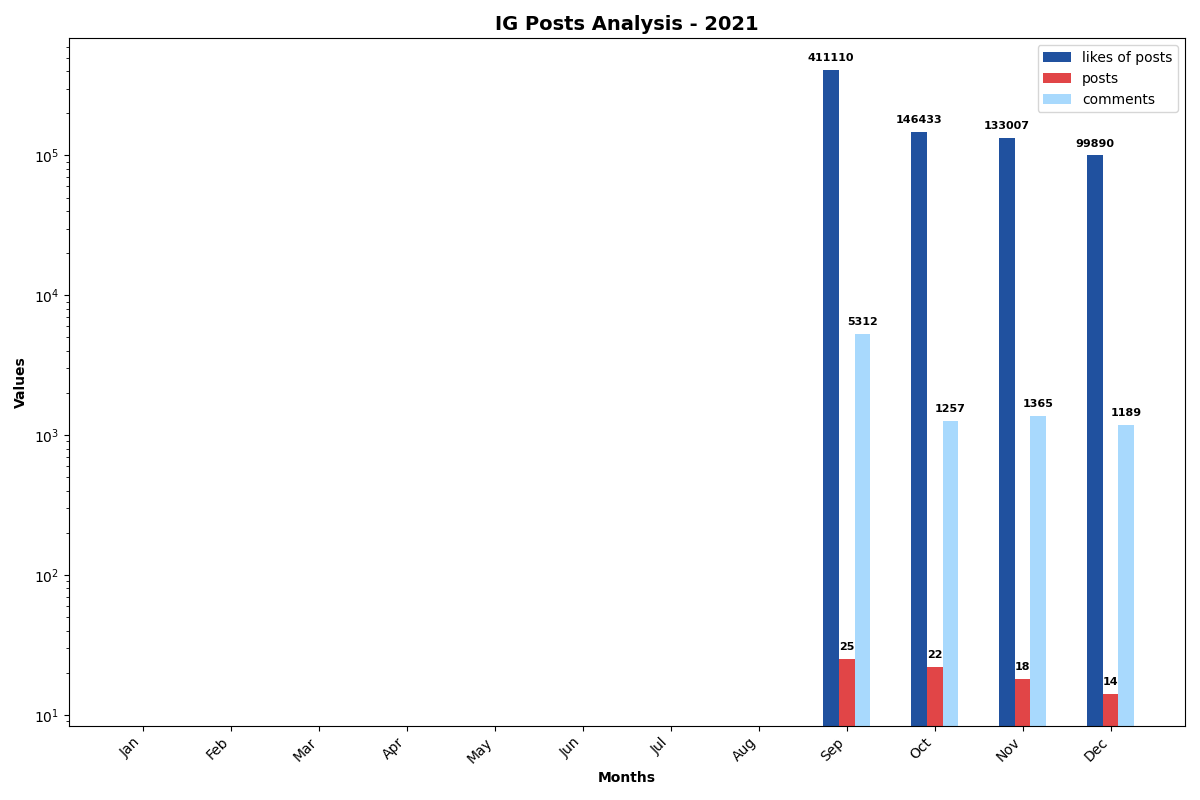 IG Posts Analysis - 2021
likes of posts
posts
comments
411110
146433
133007
99890
5312
1257
1365
1189
25
22
18
14
10^5
10^4
10^3
10^2
10^1
Values
Jan
Feb
Mar
Apr
May
Jun
Jul
Aug
Sep
Oct
Nov
Dec
Months